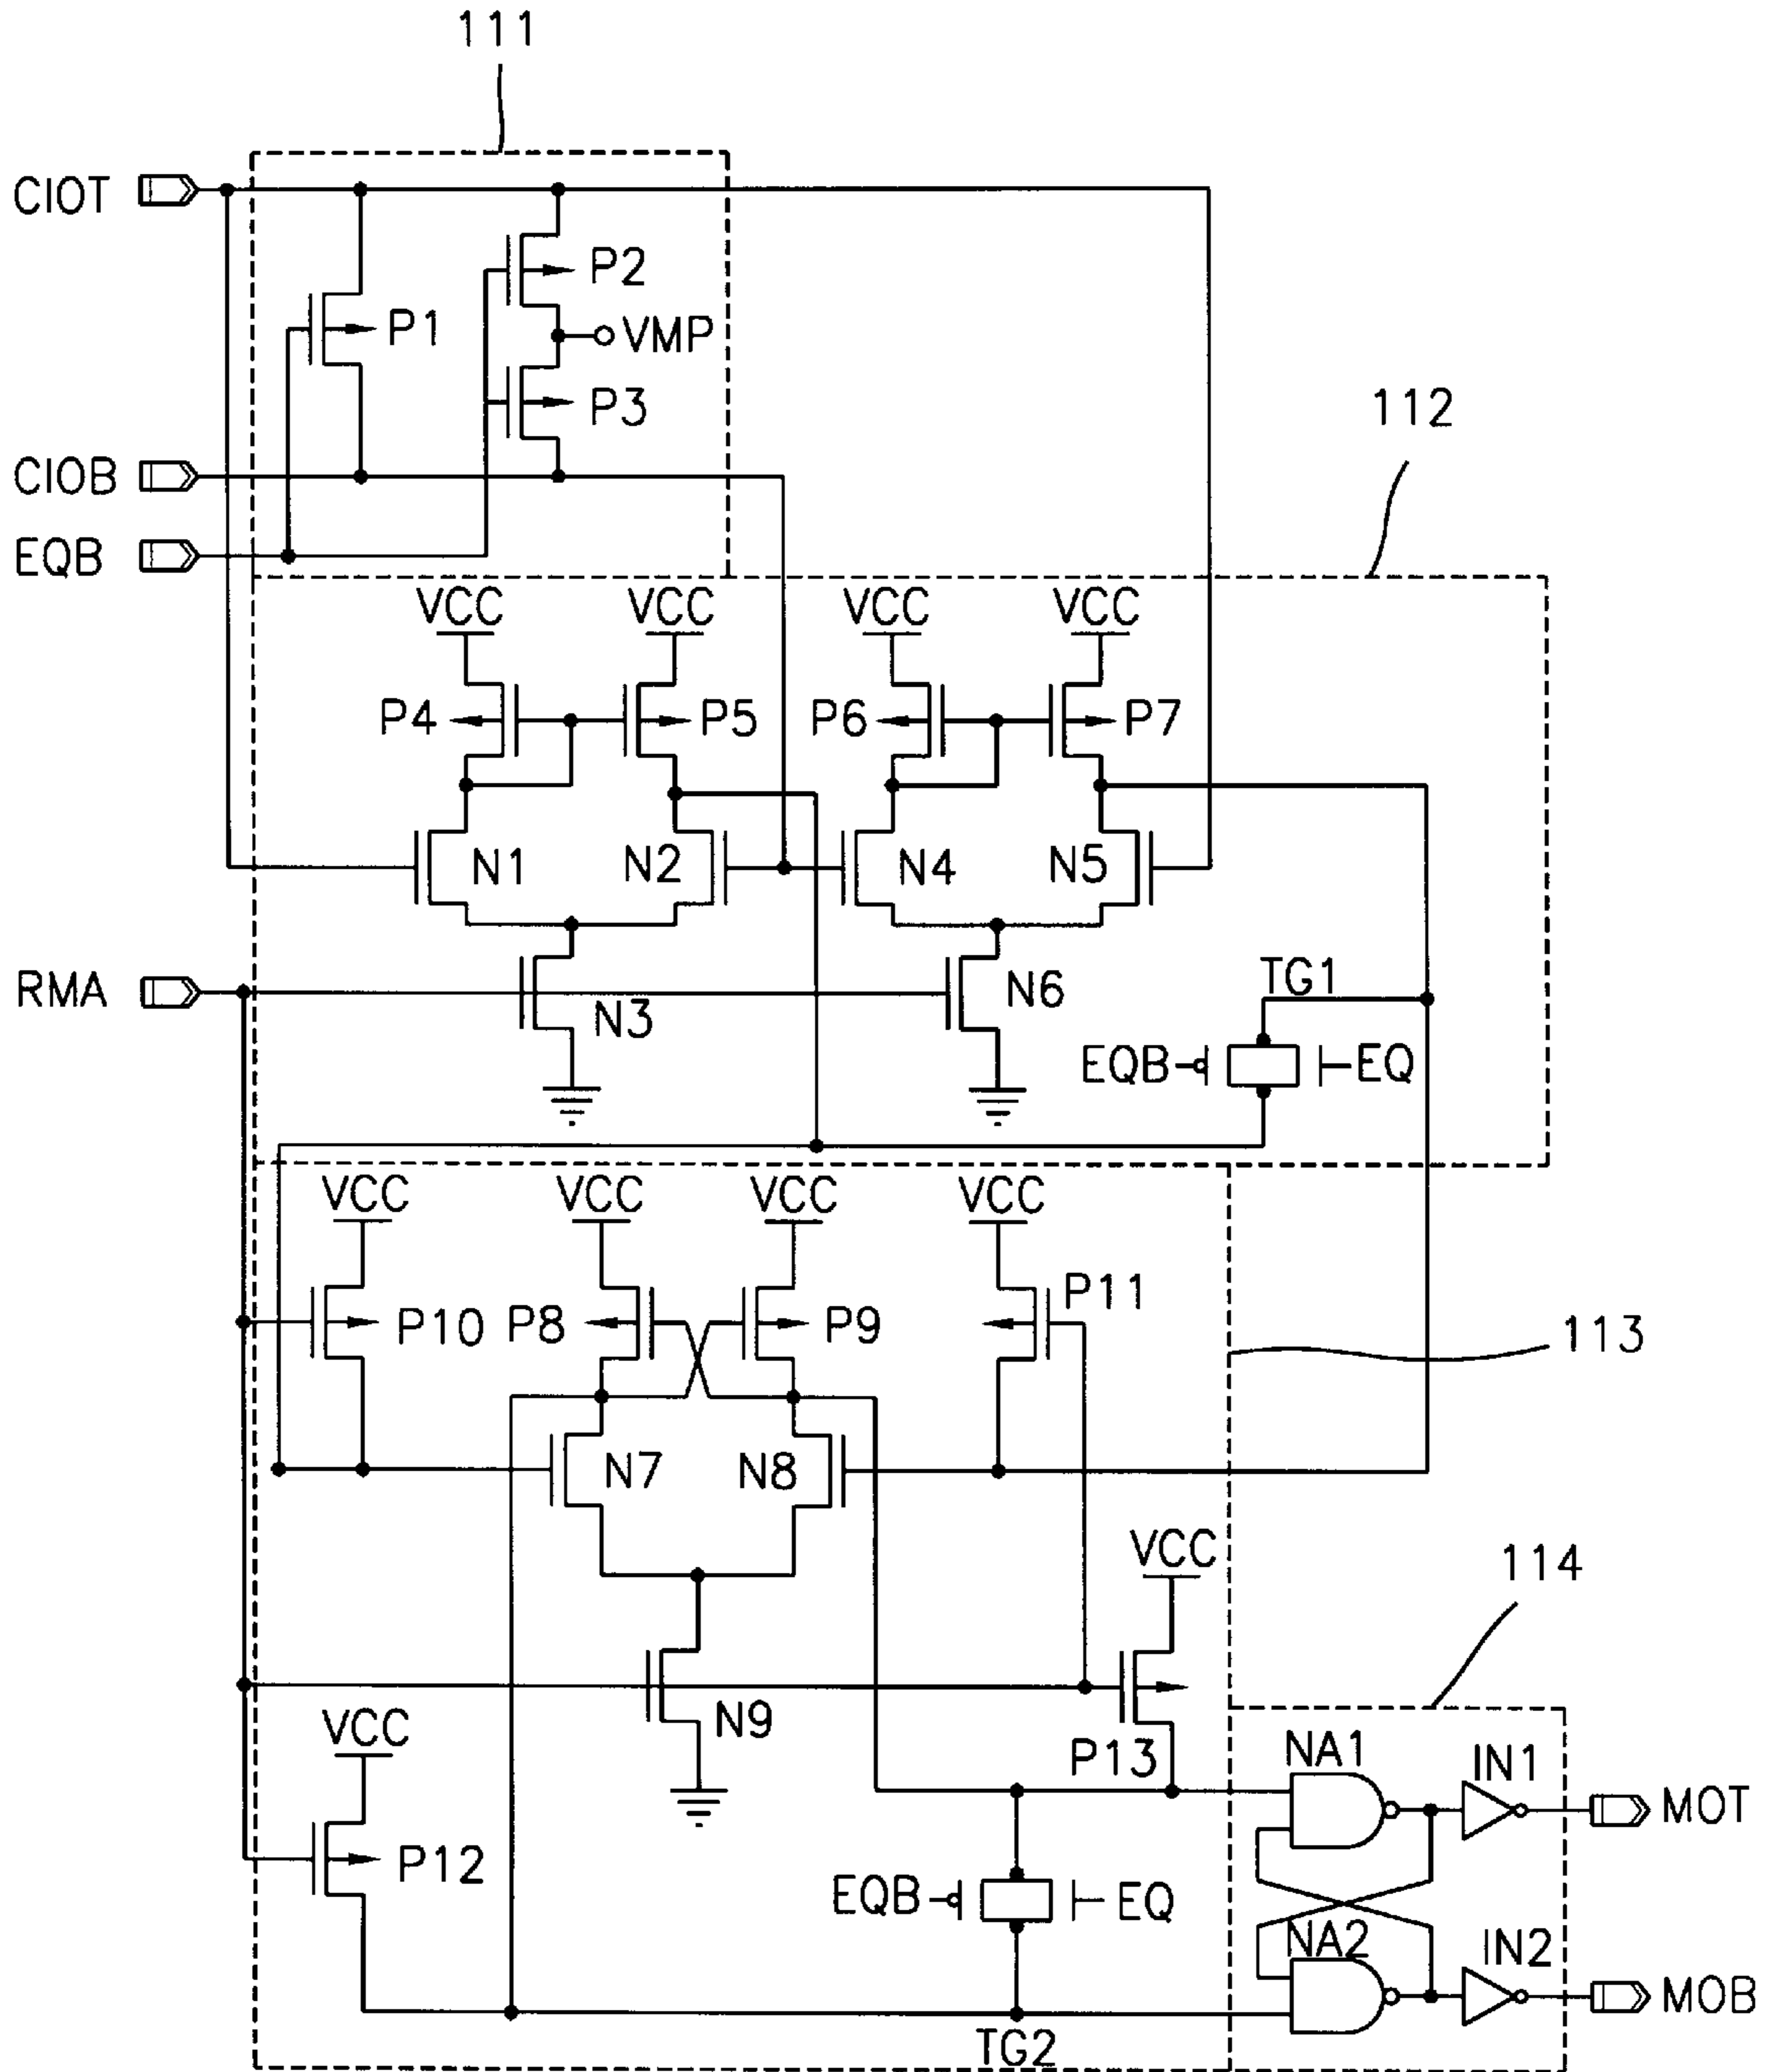 111
CIOT
P2
P1
VMP
P3
112
CIOB
EQB
VCC VCC VCC VCC
P4 P5 P6 P7
N1 N2 N4 N5
RMA
TG1
N6
N3
EQB EQ
VCC VCC VCC VCC
P11
P10 P8 P9
113
N7 N8
VCC
114
N9
VCC
P13
NA1 IN1
MOT
P12
EQB EQ
NA2 IN2
MOB
TG2